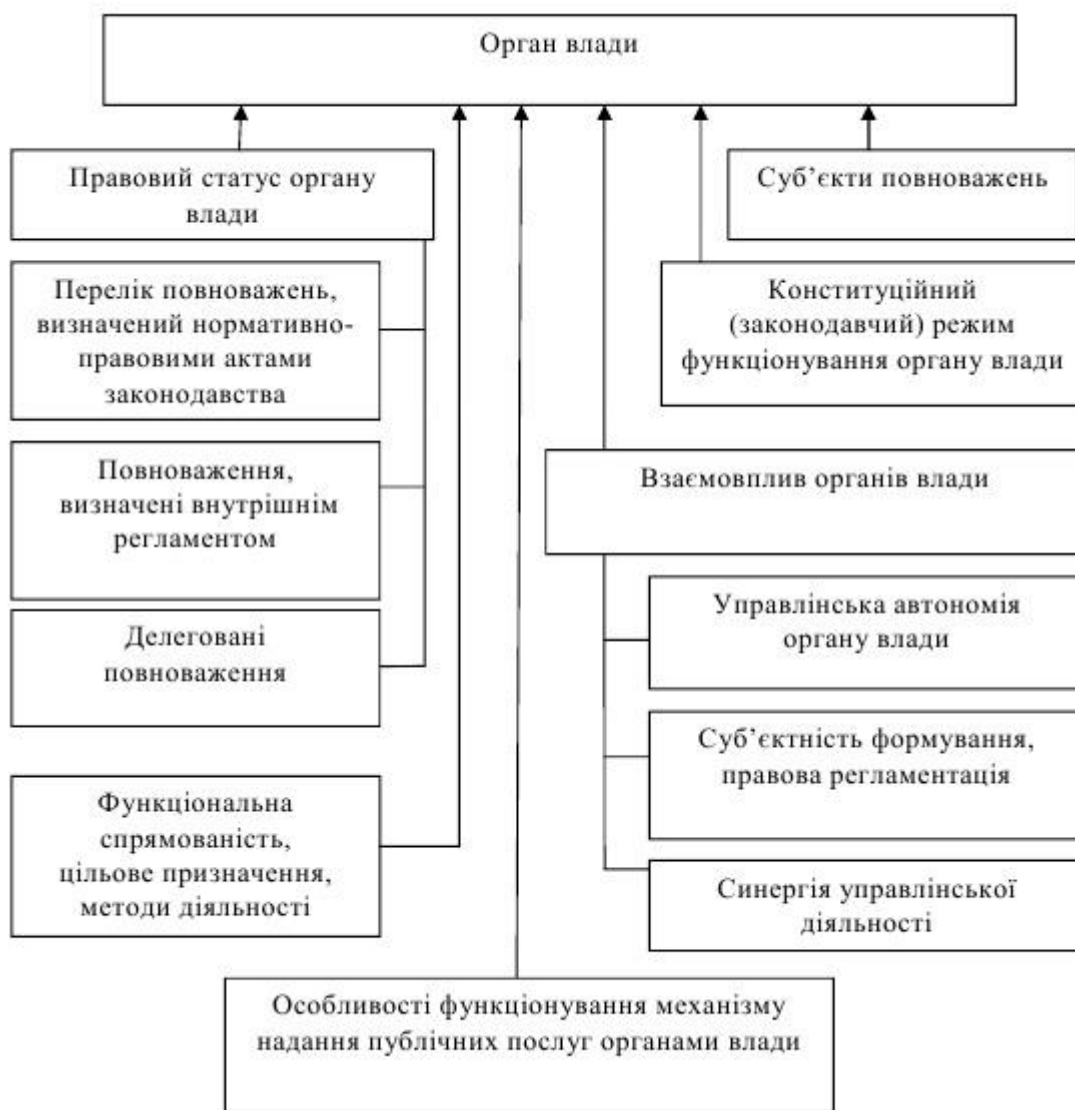 Орган влади
Правовий статус органу
влади
Суб’єкти повноважень
Перелік повноважень,
визначений нормативно-
правовими актами
законодавства
Конституційний
(законодавчий) режим
функціонування органу влади
Повноваження,
визначені внутрішнім
регламентом
Взаємовплив органів влади
Делеговані
повноваження
Управлінська автономія
органу влади
Суб’єктність формування,
правова регламентація
Функціональна
спрямованість,
цільове призначення,
методи діяльності
Синергія управлінської
діяльності
Особливості функціонування механізму
надання публічних послуг органами влади